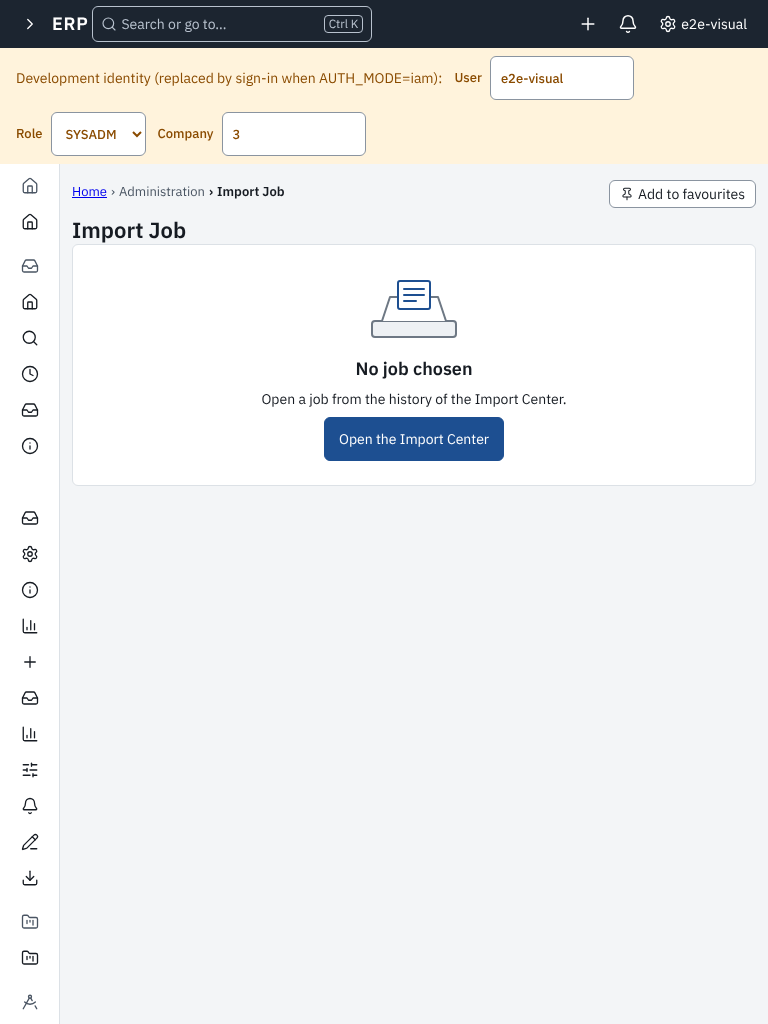 ERP
Search or go to...
Ctrl K
e2e-visual
Development identity (replaced by sign-in when AUTH_MODE=iam):
User
e2e-visual
Role
SYSADM
Company
3
Home › Administration › Import Job
Add to favourites
Import Job
No job chosen
Open a job from the history of the Import Center.
Open the Import Center